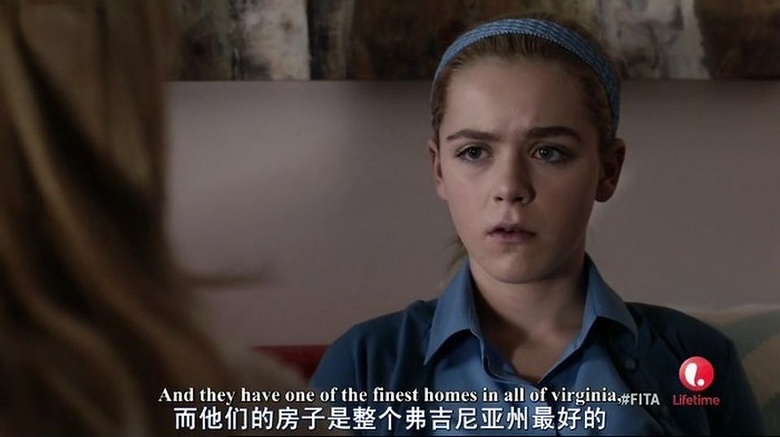 And they have one of the finest homes in all of virginia,
#FITA
Lifetime
而他们的房子是整个弗吉尼亚州最好的